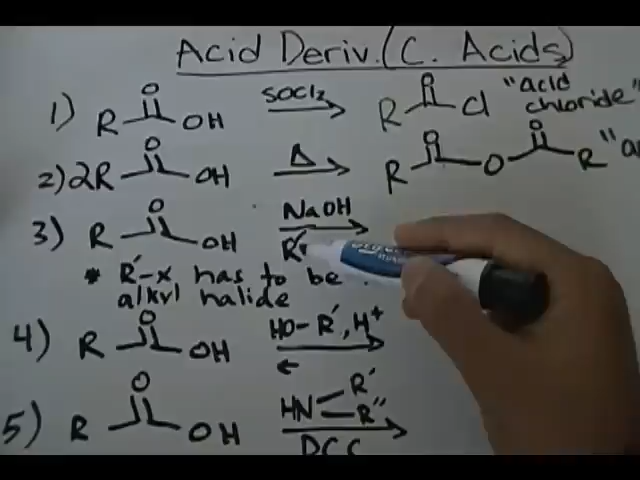 Acid Deriv. (C. Acids)
1) R O OH SOCl₂ R O Cl "acid chloride"
2) 2R O OH Δ R O O O R
3) R O OH NaOH R'
* R'-x has to be
alkyl halide
4) R O OH HO-R', H⁺
5) R O OH HN R' R'' DCC